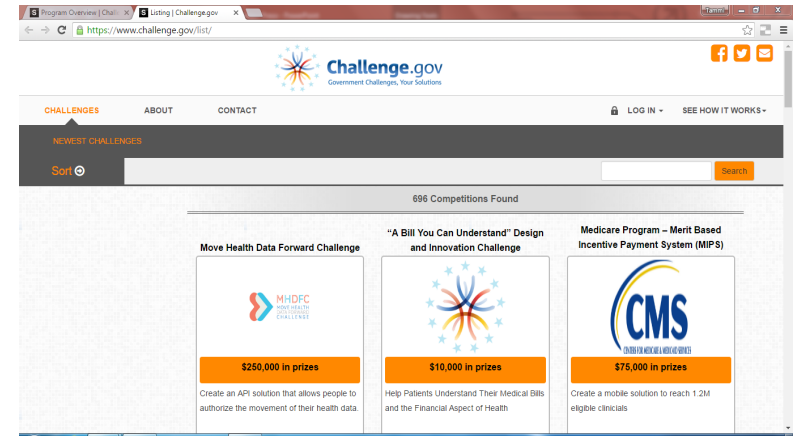 Program Overview | Chall
Listing | Challenge.gov
https://www.challenge.gov/list/
Challenge.gov
Government Challenges, Your Solutions
CHALLENGES ABOUT CONTACT LOG IN SEE HOW IT WORKS
NEWEST CHALLENGES
Sort
Search
696 Competitions Found
Move Health Data Forward Challenge
MHDFC
MOVE HEALTH
DATA FORWARD
CHALLENGE
$250,000 in prizes
Create an API solution that allows people to
authorize the movement of their health data.
“A Bill You Can Understand” Design
and Innovation Challenge
$10,000 in prizes
Help Patients Understand Their Medical Bills
and the Financial Aspect of Health
Medicare Program – Merit Based
Incentive Payment System (MIPS)
CMS
CENTERS FOR MEDICARE & MEDICAID SERVICES
$75,000 in prizes
Create a mobile solution to reach 1.2M
eligible clinicials